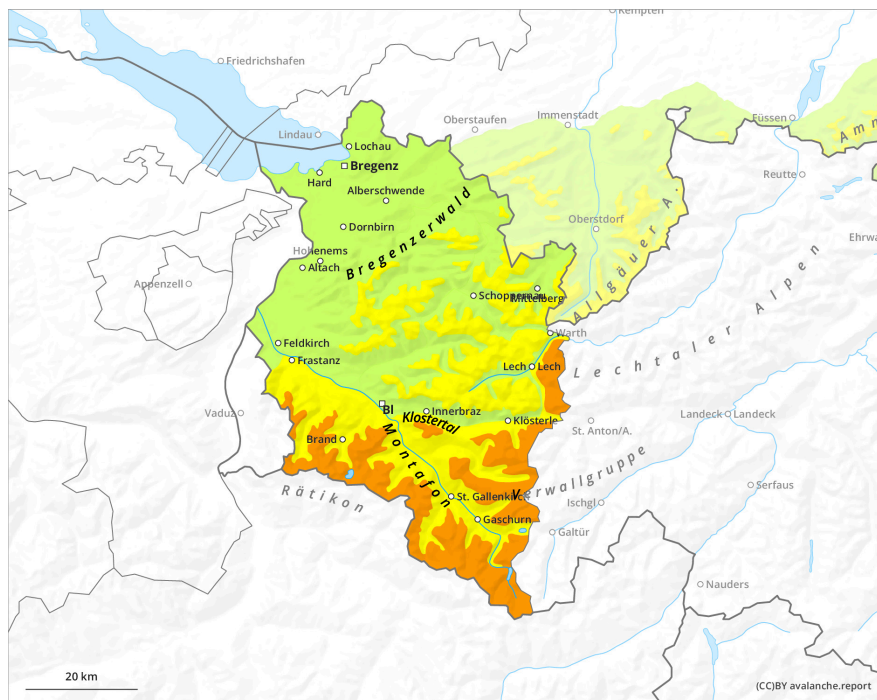 Kempten
Friedrichshafen
Immenstadt
Füssen
Oberstaufen
Lindau
Lochau
Bregenz
Hard
Alberschwende
Reutte
Dornbirn
Oberstdorf
Hohenems
Altach
Bregenzerwald
Allgäuer A.
Ehrwa
Appenzell
Schoppernau
Mittelberg
Warth
Feldkirch
Frastanz
Lech
Lech
Lechtaler Alpen
Vaduz
Bl
Innerbraz
Klostertal
Klösterle
St. Anton/A.
Landeck
Landeck
Brand
Montafon
Verwallgruppe
Rätikon
St. Gallenkirch
Ischgl
Serfaus
Gaschurn
Galtür
Nauders
20 km
(CC)BY avalanche.report